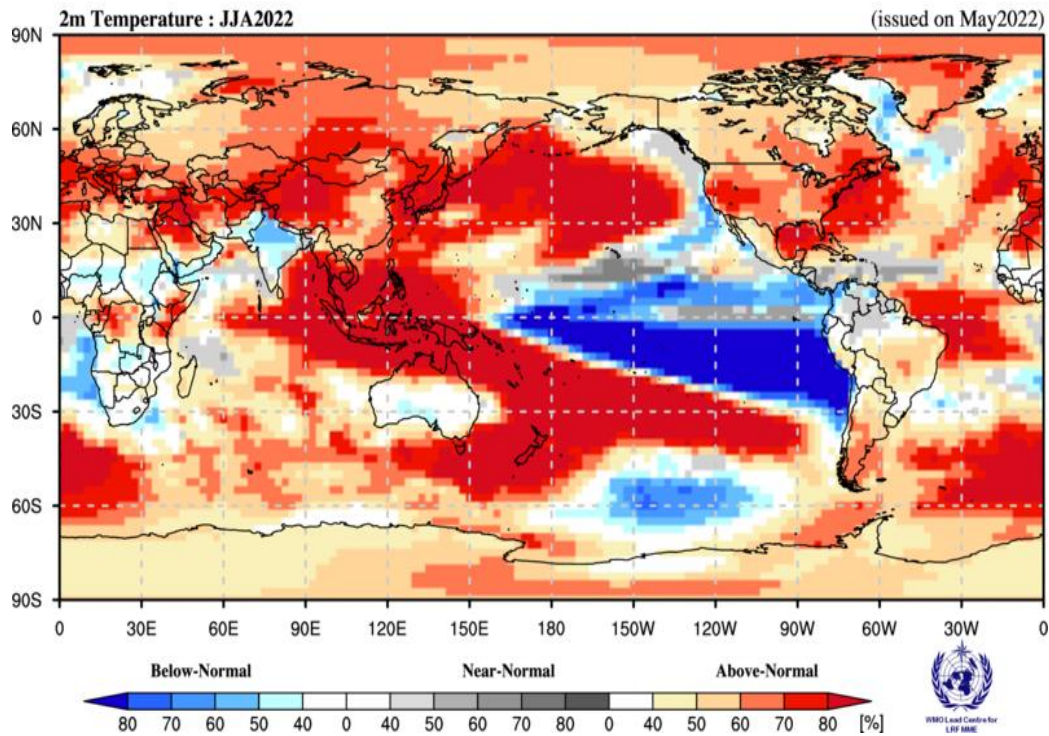 2m Temperature : JJA2022 (issued on May2022)
90N
60N
30N
0
30S
60S
90S
0 30E 60E 90E 120E 150E 180 150W 120W 90W 60W 30W 0
Below-Normal Near-Normal Above-Normal
80 70 60 50 40 0 40 50 60 70 80 0 40 50 60 70 80 [%]
WMO Lead Centre for
LRF MME